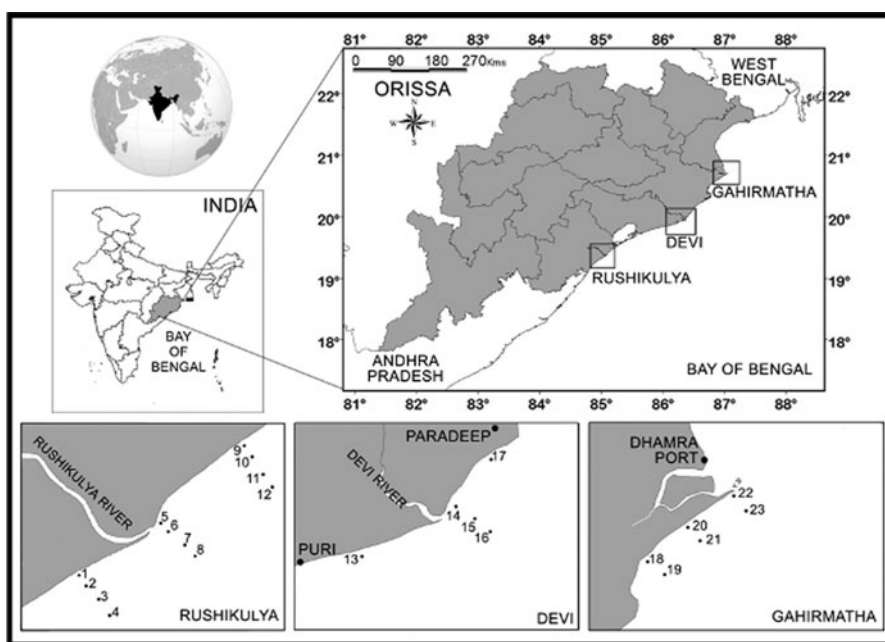 81° 82° 83° 84° 85° 86° 87° 88°
0 90 180 270 Kms
ORISSA
N
W E
S
WEST
BENGAL
22°
21°
20°
19°
18°
GAHIRMATHA
DEVI
RUSHIKULYA
ANDHRA
PRADESH
BAY OF BENGAL
81° 82° 83° 84° 85° 86° 87° 88°
INDIA
BAY
OF
BENGAL
RUSHIKULYA RIVER
9
10
11
12
5
6
7
8
1
2
3
4
RUSHIKULYA
PARADEEP
17
DEVI RIVER
14
15
16
PURI
13
DEVI
DHAMRA
PORT
22
23
20
21
18
19
GAHIRMATHA